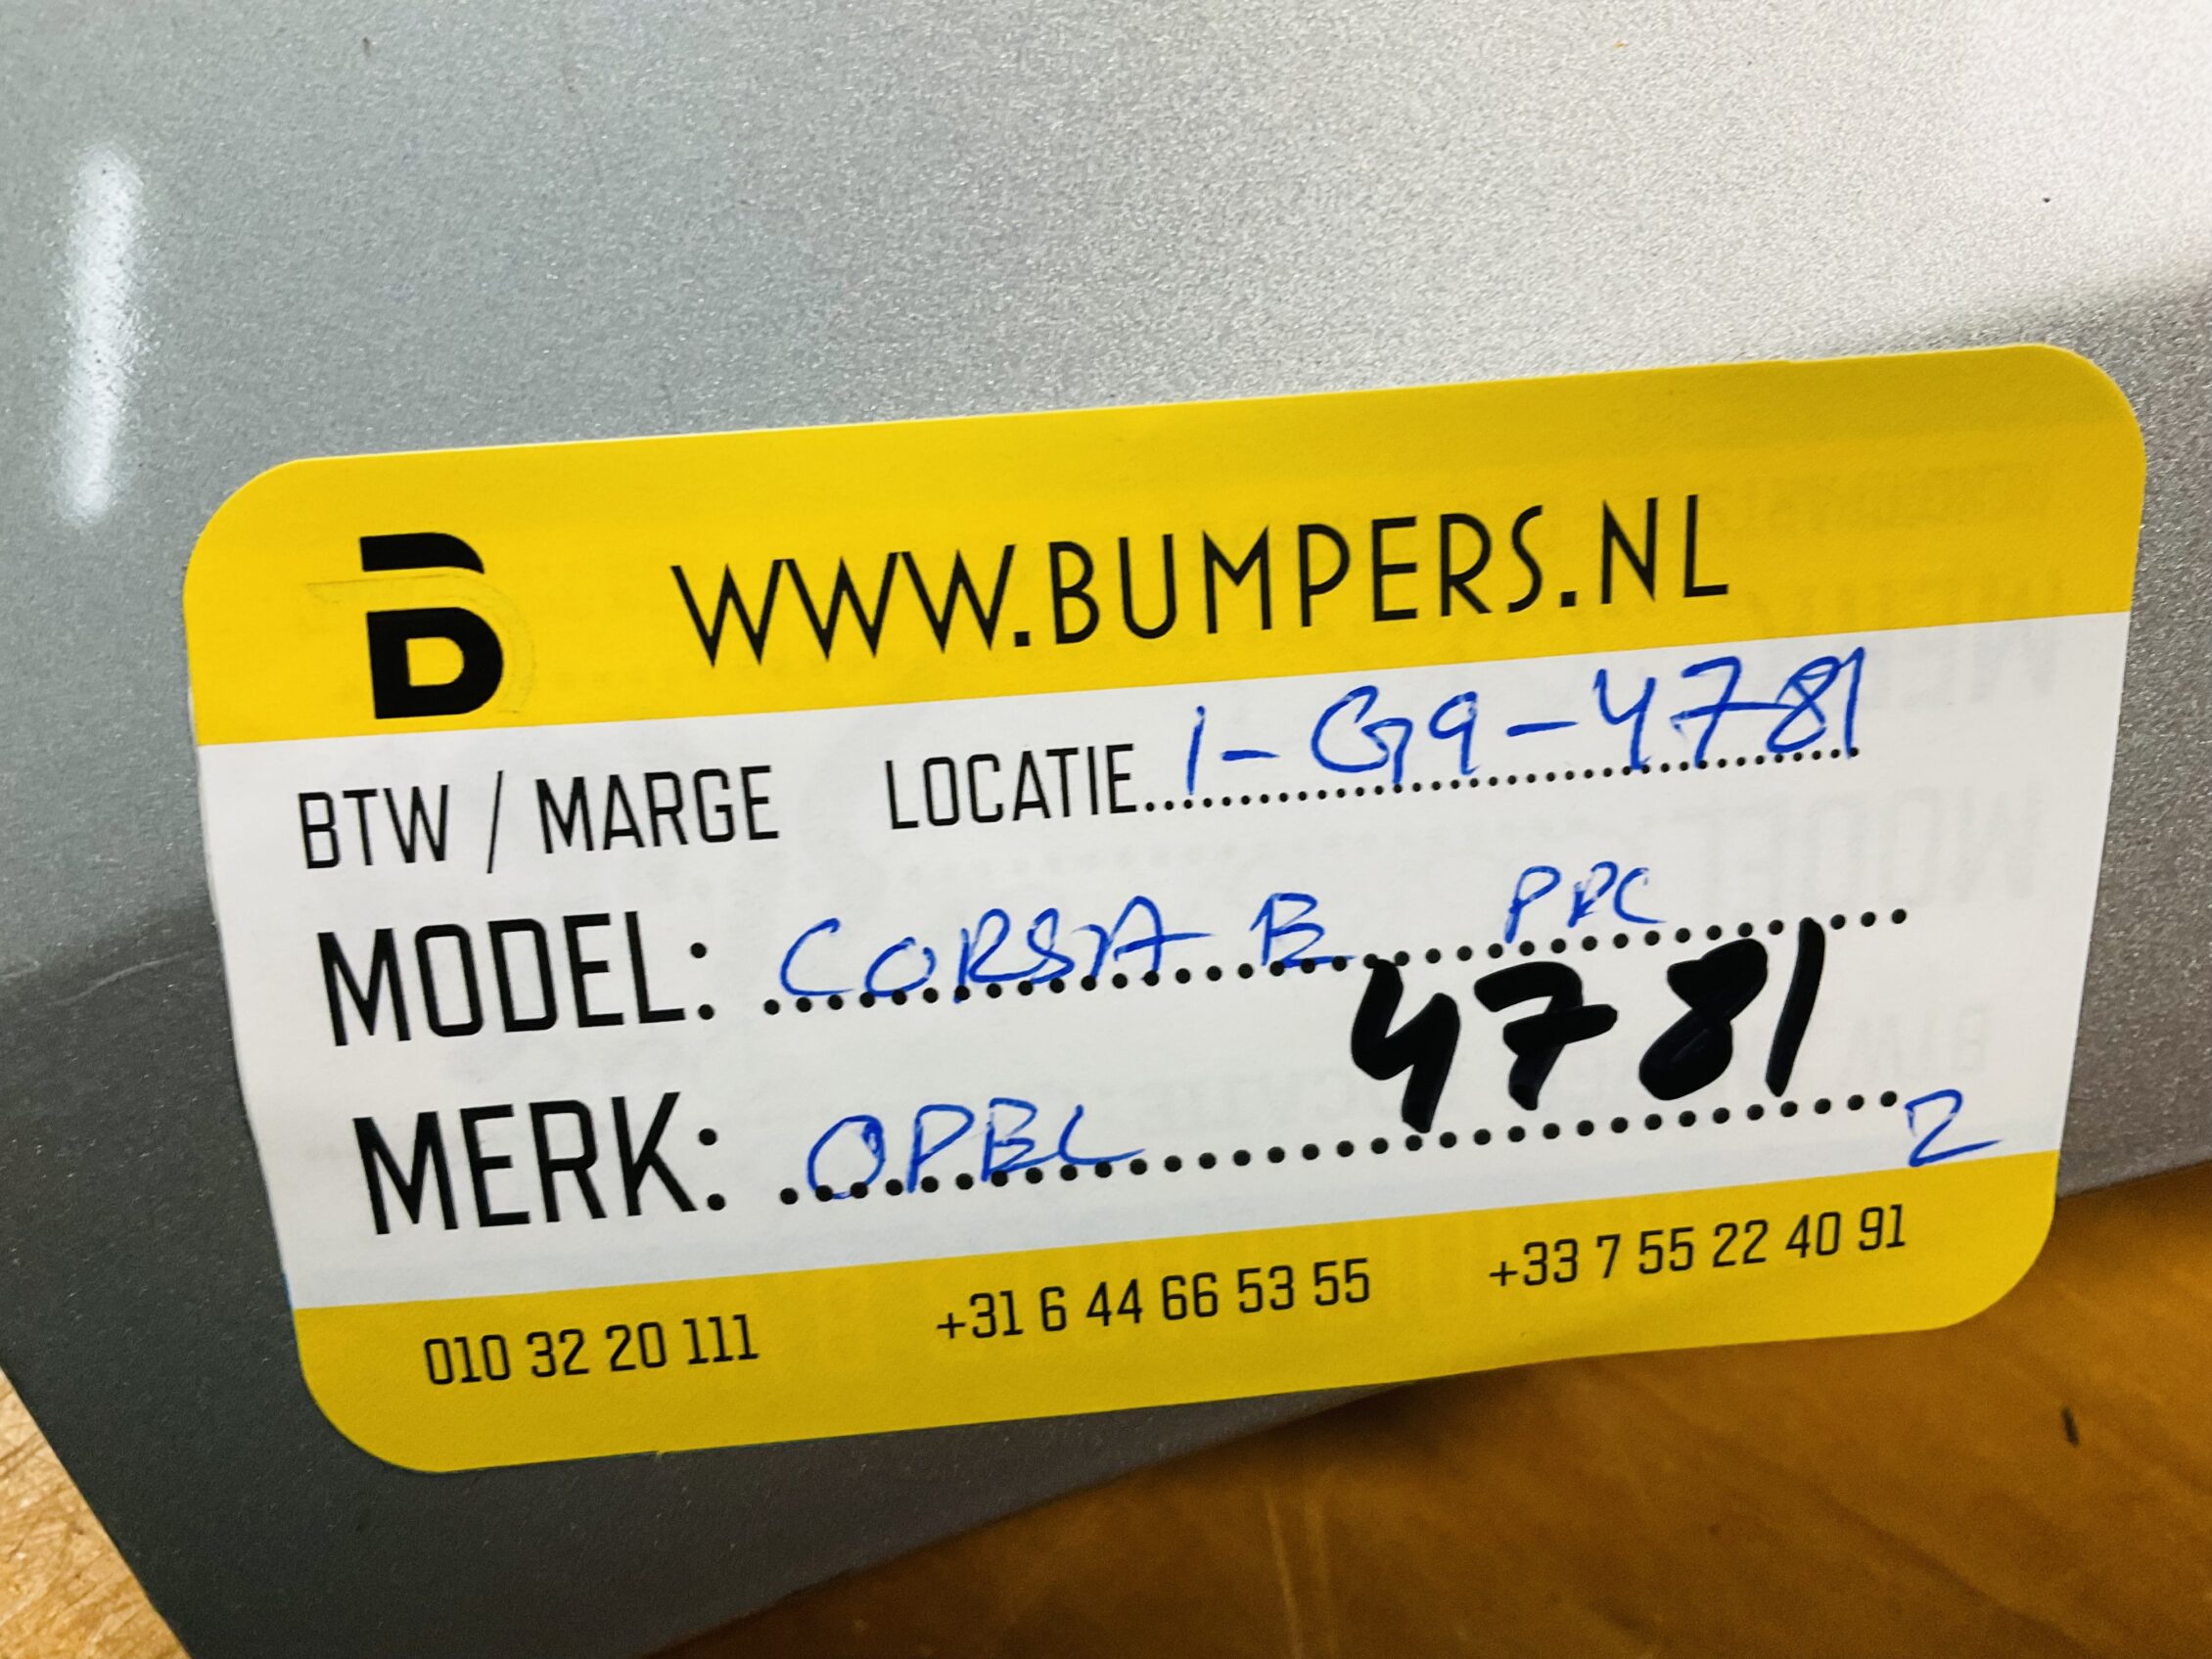 B WWW.BUMPERS.NL
BTW / MARGE LOCATIE 1-G9-4781
MODEL: CORSA E PDC
4781
MERK: OPEL
2
010 32 20 111 +31 6 44 66 53 55 +33 7 55 22 40 91